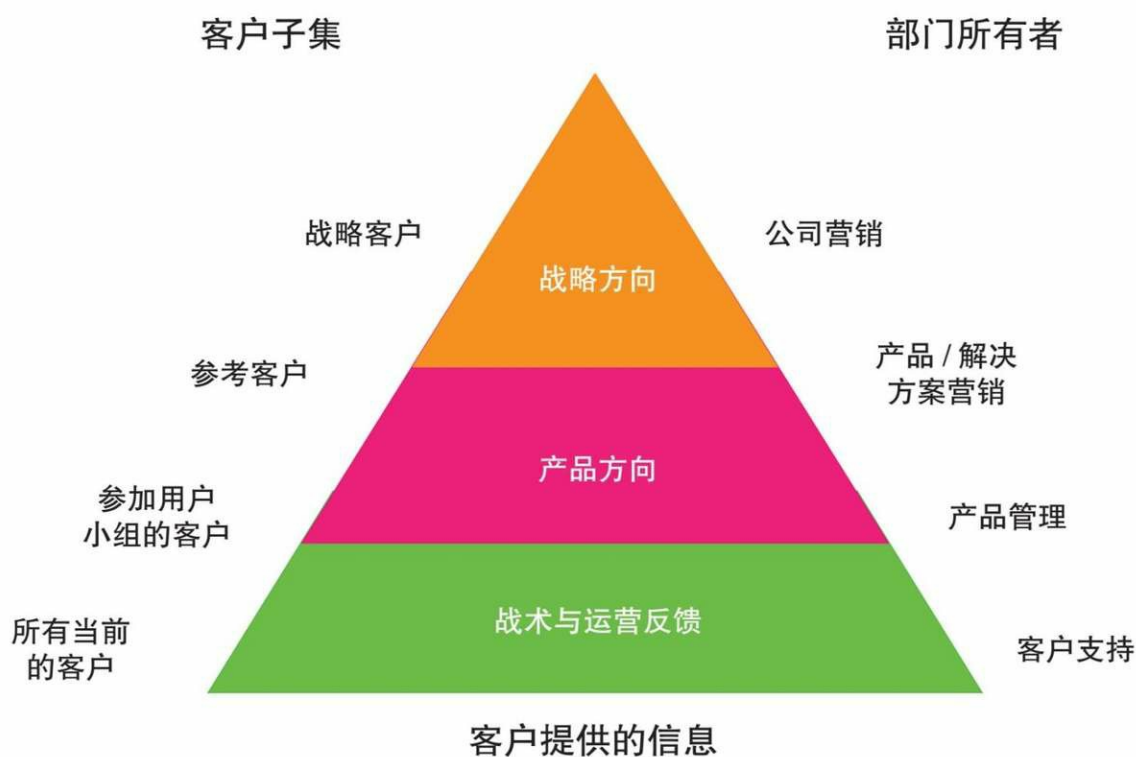 客户子集
部门所有者
战略客户
公司营销
战略方向
参考客户
产品 / 解决
方案营销
产品方向
参加用户
小组的客户
产品管理
战术与运营反馈
所有当前
的客户
客户支持
客户提供的信息